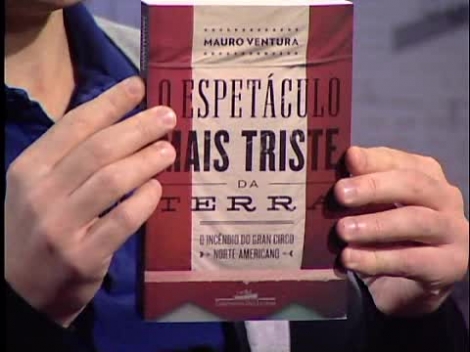 MAURO VENTURA
O ESPETÁCULO
MAIS TRISTE
DA
TERRA
O INCÊNDIO DO GRAN CIRCO
NORTE-AMERICANO